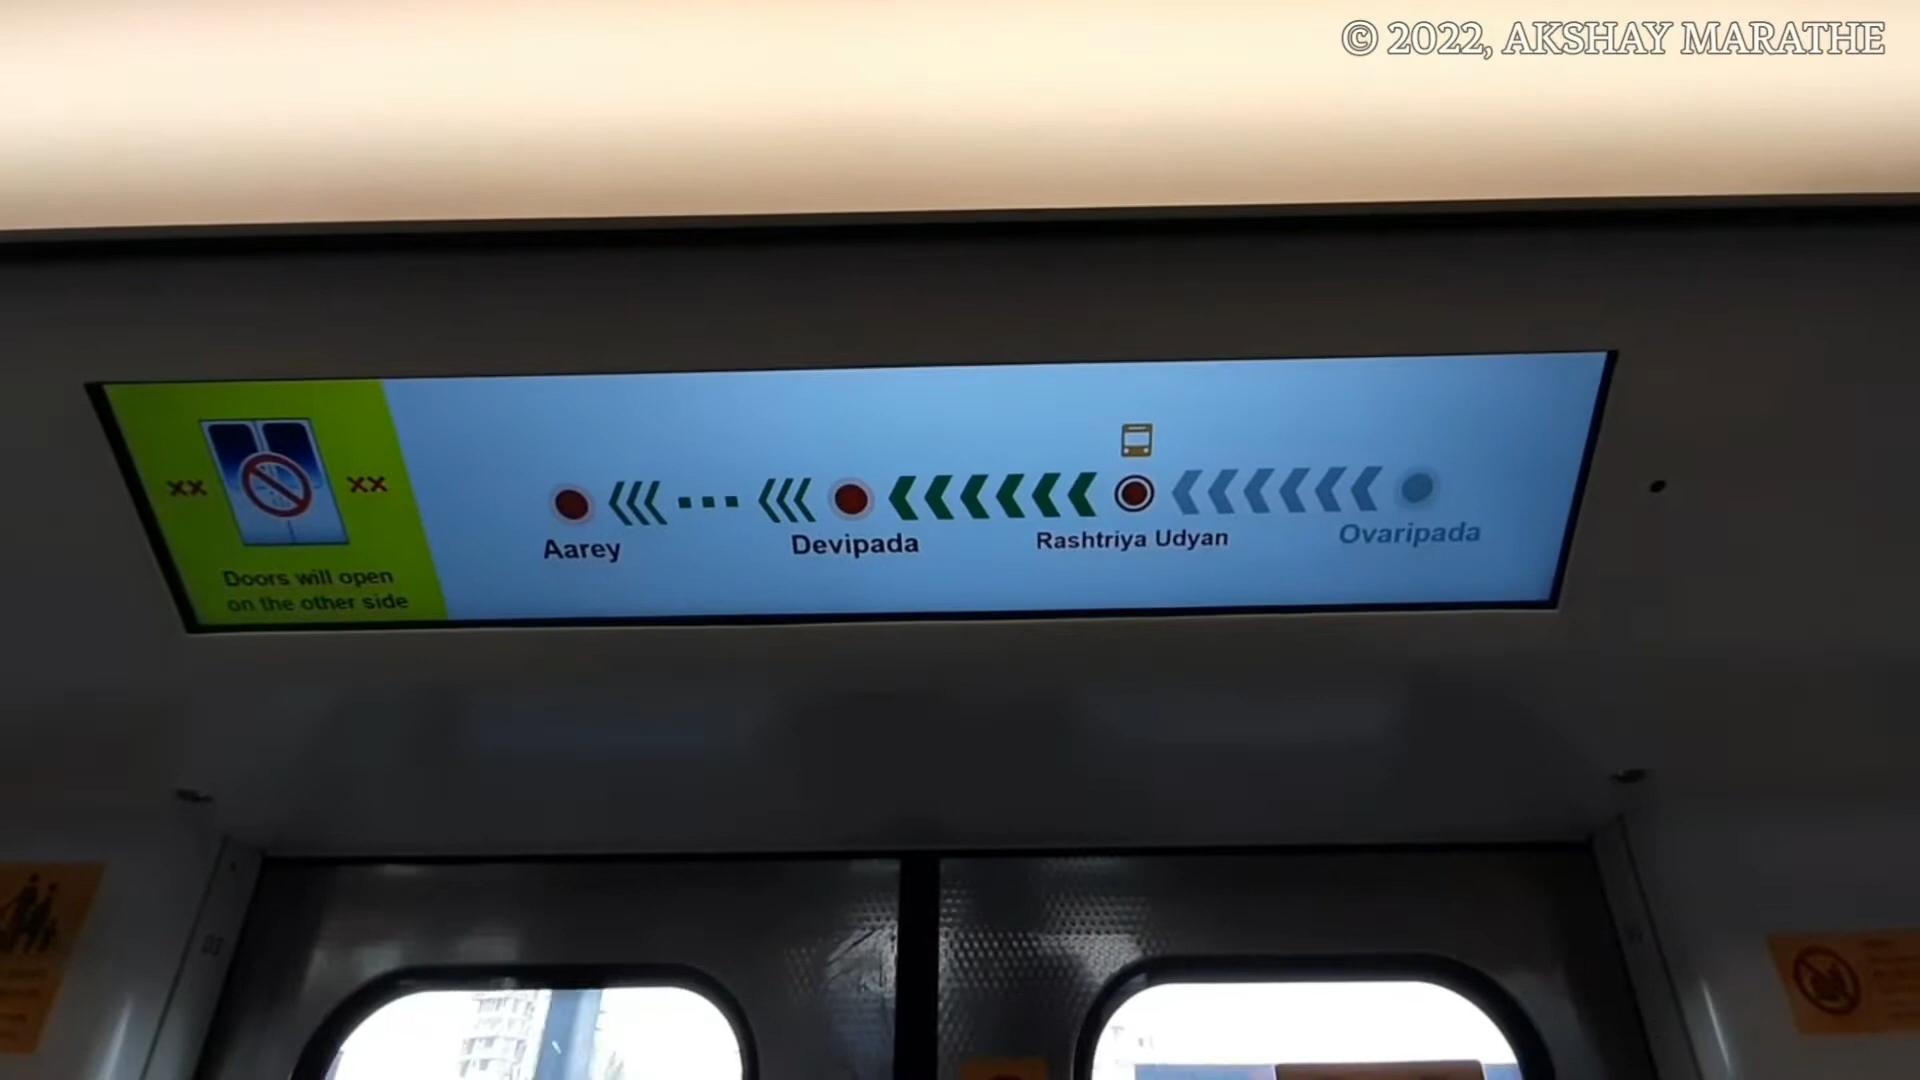 © 2022, AKSHAY MARATHE
XX
XX
Doors will open
on the other side
Aarey
Devipada
Rashtriya Udyan
Ovaripada